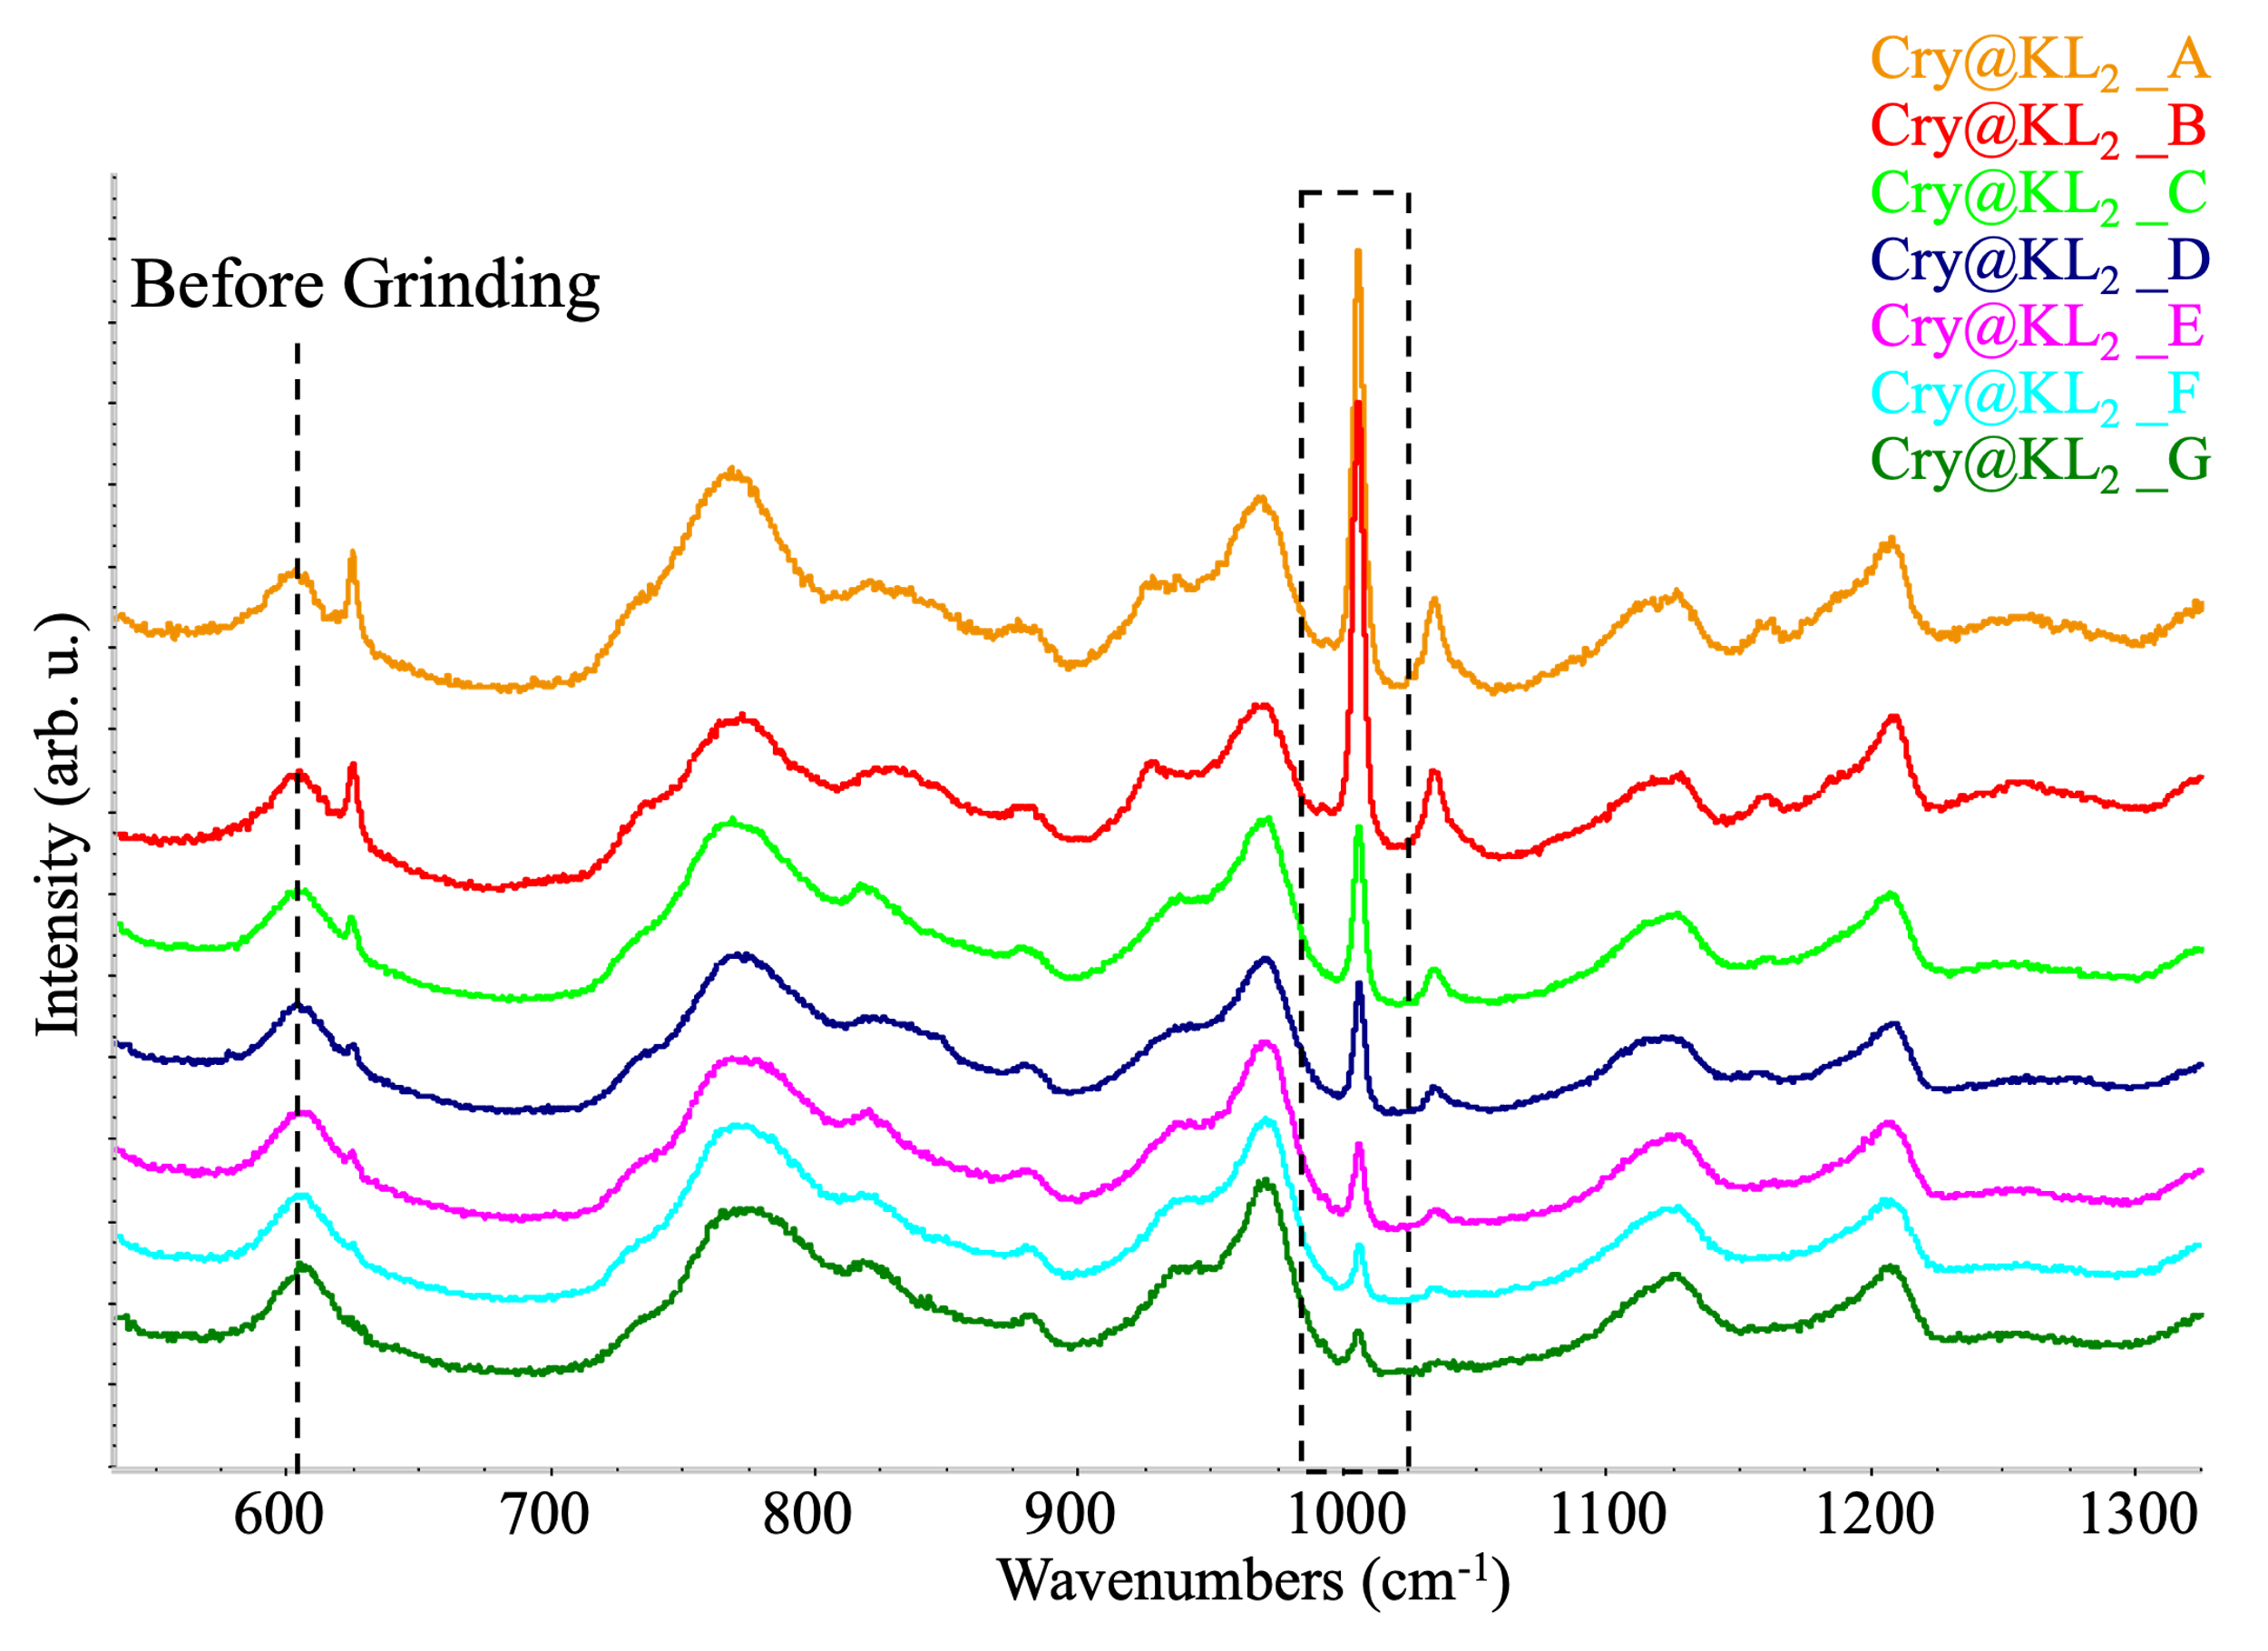 Cry@KL2 _A
Cry@KL2 _B
Cry@KL2 _C
Cry@KL2 _D
Cry@KL2 _E
Cry@KL2 _F
Cry@KL2 _G
Before Grinding
Intensity (arb. u.)
600 700 800 900 1000 1100 1200 1300
Wavenumbers (cm-1)